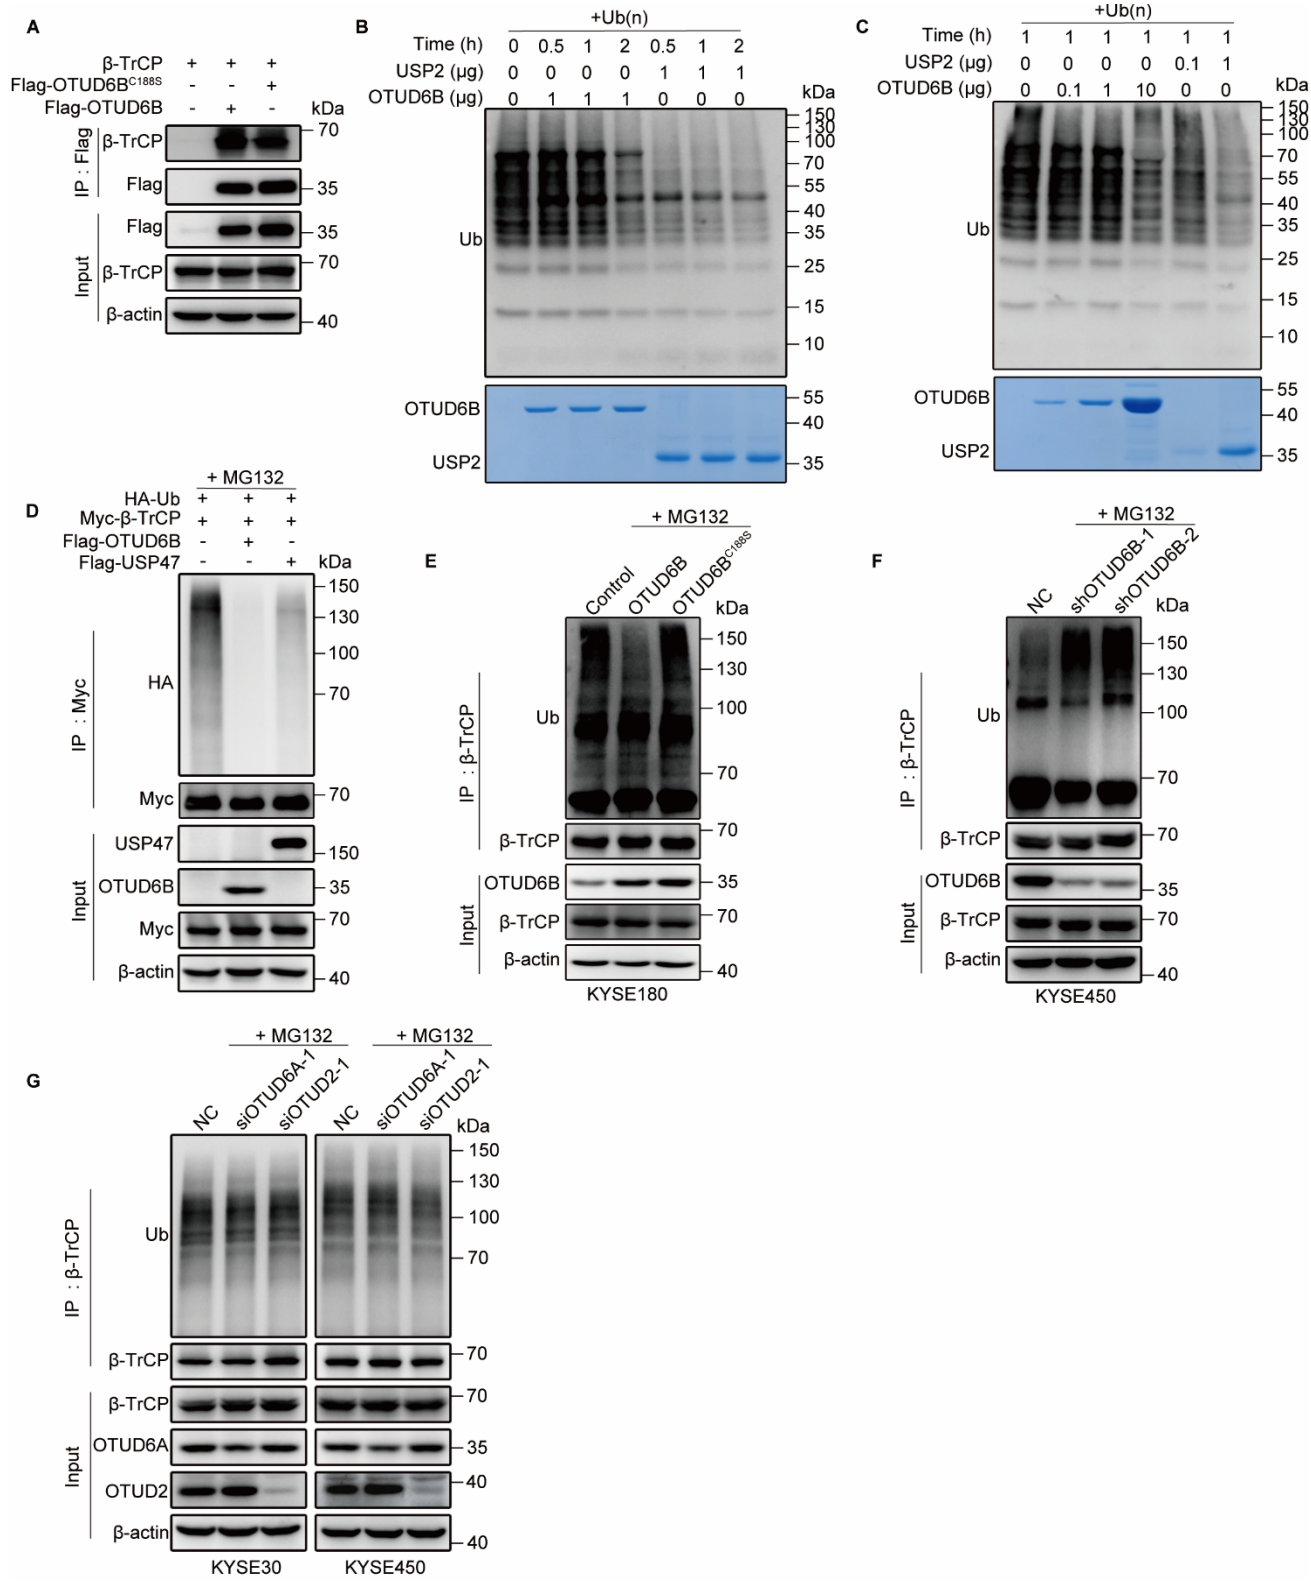 A
β-TrCP + + +
Flag-OTUD6B^C188S - - +
Flag-OTUD6B - + - kDa
IP : Flag
β-TrCP 70
Flag 35
Input
Flag 35
β-TrCP 70
β-actin 40
B
+Ub(n)
Time (h) 0 0.5 1 2 0.5 1 2
USP2 (μg) 0 0 0 0 1 1 1
OTUD6B (μg) 0 1 1 1 0 0 0
kDa
Ub
150
130
100
70
55
40
35
25
15
10
OTUD6B
USP2
55
40
35
C
+Ub(n)
Time (h) 1 1 1 1 1 1
USP2 (μg) 0 0 0 0 0.1 1
OTUD6B (μg) 0 0.1 1 10 0 0
kDa
Ub
150
130
100
70
55
40
35
25
15
10
OTUD6B
USP2
55
40
35
D
+ MG132
HA-Ub + + +
Myc-β-TrCP + + +
Flag-OTUD6B - + -
Flag-USP47 - - + kDa
IP : Myc
HA
150
130
100
70
Myc 70
Input
USP47 150
OTUD6B 35
Myc 70
β-actin 40
E
+ MG132
Control
OTUD6B
OTUD6B^C188S
kDa
IP : β-TrCP
Ub
150
130
100
70
β-TrCP 70
Input
OTUD6B 35
β-TrCP 70
β-actin 40
KYSE180
F
+ MG132
NC
shOTUD6B-1
shOTUD6B-2
kDa
IP : β-TrCP
Ub
150
130
100
70
β-TrCP 70
Input
OTUD6B 35
β-TrCP 70
β-actin 40
KYSE450
G
+ MG132 + MG132
NC
siOTUD6A-1
siOTUD2-1
NC
siOTUD6A-1
siOTUD2-1
kDa
IP : β-TrCP
Ub
150
130
100
70
β-TrCP 70
Input
β-TrCP 70
OTUD6A 35
OTUD2 40
β-actin 40
KYSE30 KYSE450